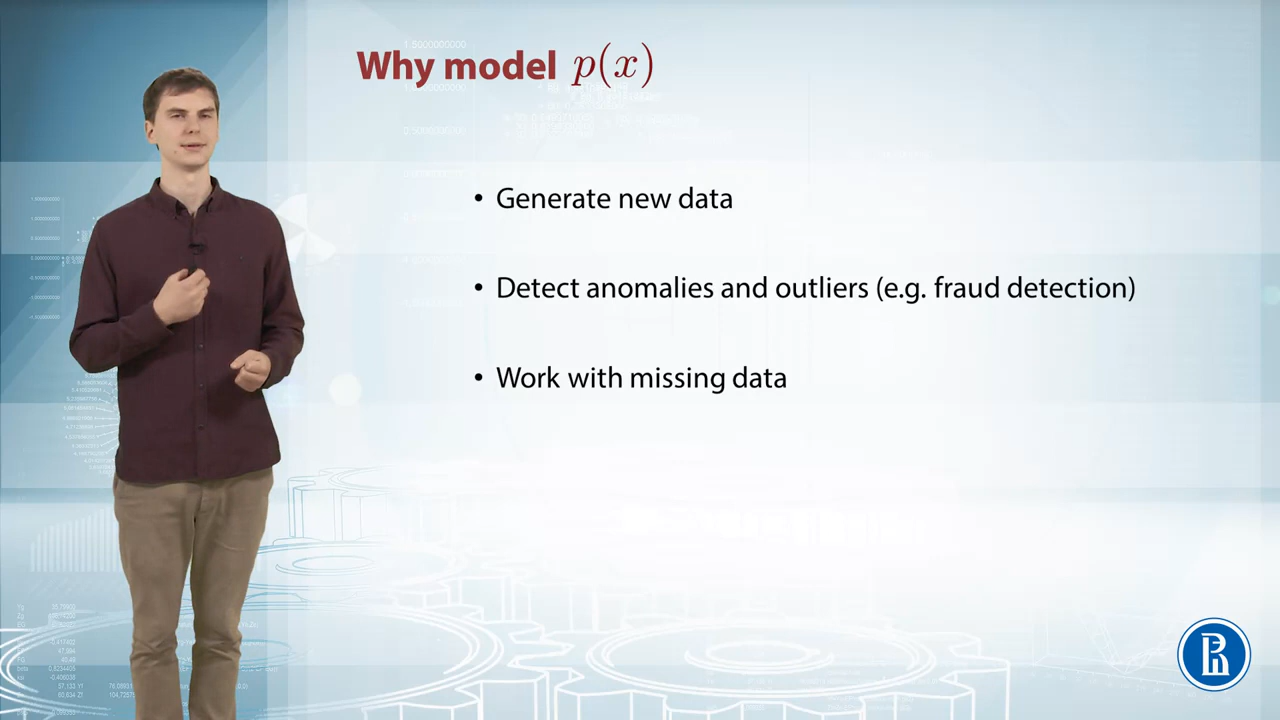 Why model p(x)
• Generate new data
• Detect anomalies and outliers (e.g. fraud detection)
• Work with missing data